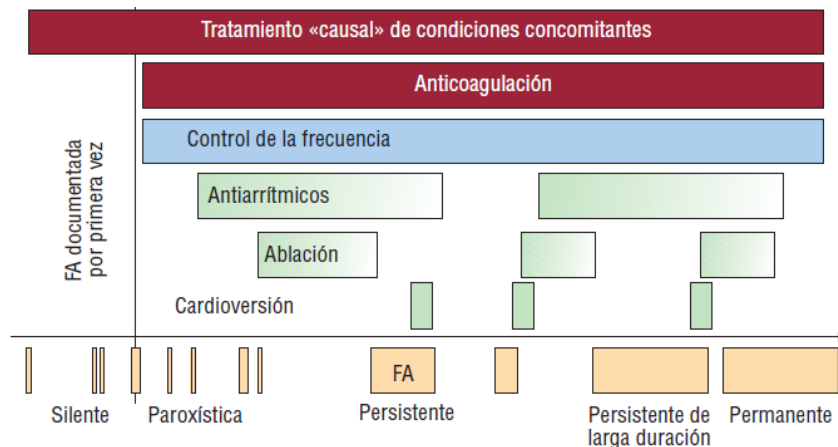 Tratamiento «causal» de condiciones concomitantes
Anticoagulación
Control de la frecuencia
FA documentada
por primera vez
Antiarrítmicos
Ablación
Cardioversión
FA
Silente
Paroxística
Persistente
Persistente de
larga duración
Permanente